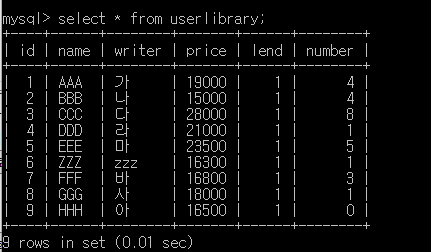 mysql> select * from userlibrary;
+----+------+--------+-------+------+--------+
| id | name | writer | price | lend | number |
+----+------+--------+-------+------+--------+
| 1 | AAA | 가 | 19000 | 1 | 4 |
| 2 | BBB | 나 | 15000 | 1 | 4 |
| 3 | CCC | 다 | 28000 | 1 | 8 |
| 4 | DDD | 라 | 21000 | 1 | 1 |
| 5 | EEE | 마 | 23500 | 1 | 5 |
| 6 | ZZZ | zzz | 16300 | 1 | 1 |
| 7 | FFF | 바 | 16800 | 1 | 3 |
| 8 | GGG | 사 | 18000 | 1 | 1 |
| 9 | HHH | 아 | 16500 | 1 | 0 |
+----+------+--------+-------+------+--------+
9 rows in set (0.01 sec)